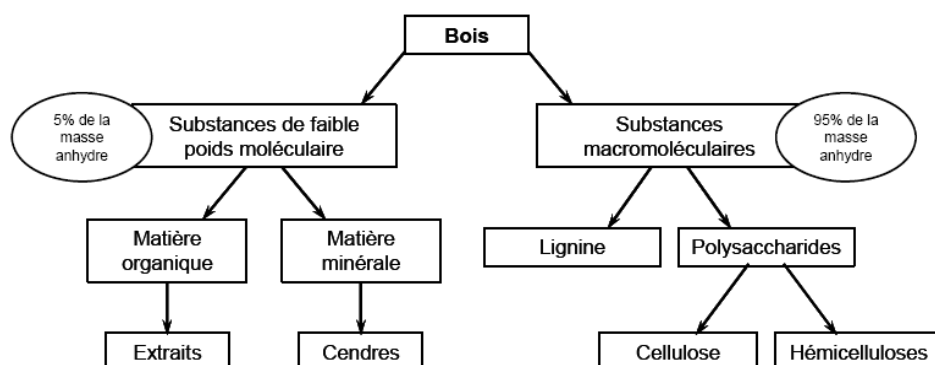 Bois
5% de la
masse
anhydre
Substances de faible
poids moléculaire
Substances
macromoléculaires
95% de la
masse
anhydre
Matière
organique
Matière
minérale
Lignine
Polysaccharides
Extraits
Cendres
Cellulose
Hémicelluloses